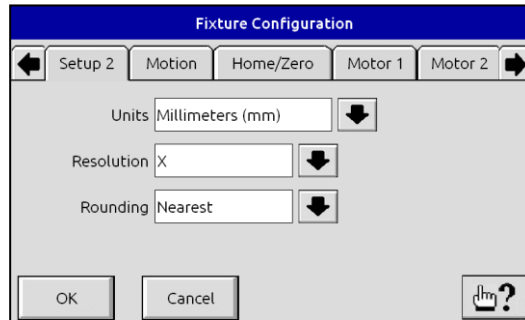 Fixture Configuration
Setup 2 Motion Home/Zero Motor 1 Motor 2
Units Millimeters (mm)
Resolution X
Rounding Nearest
OK Cancel ?